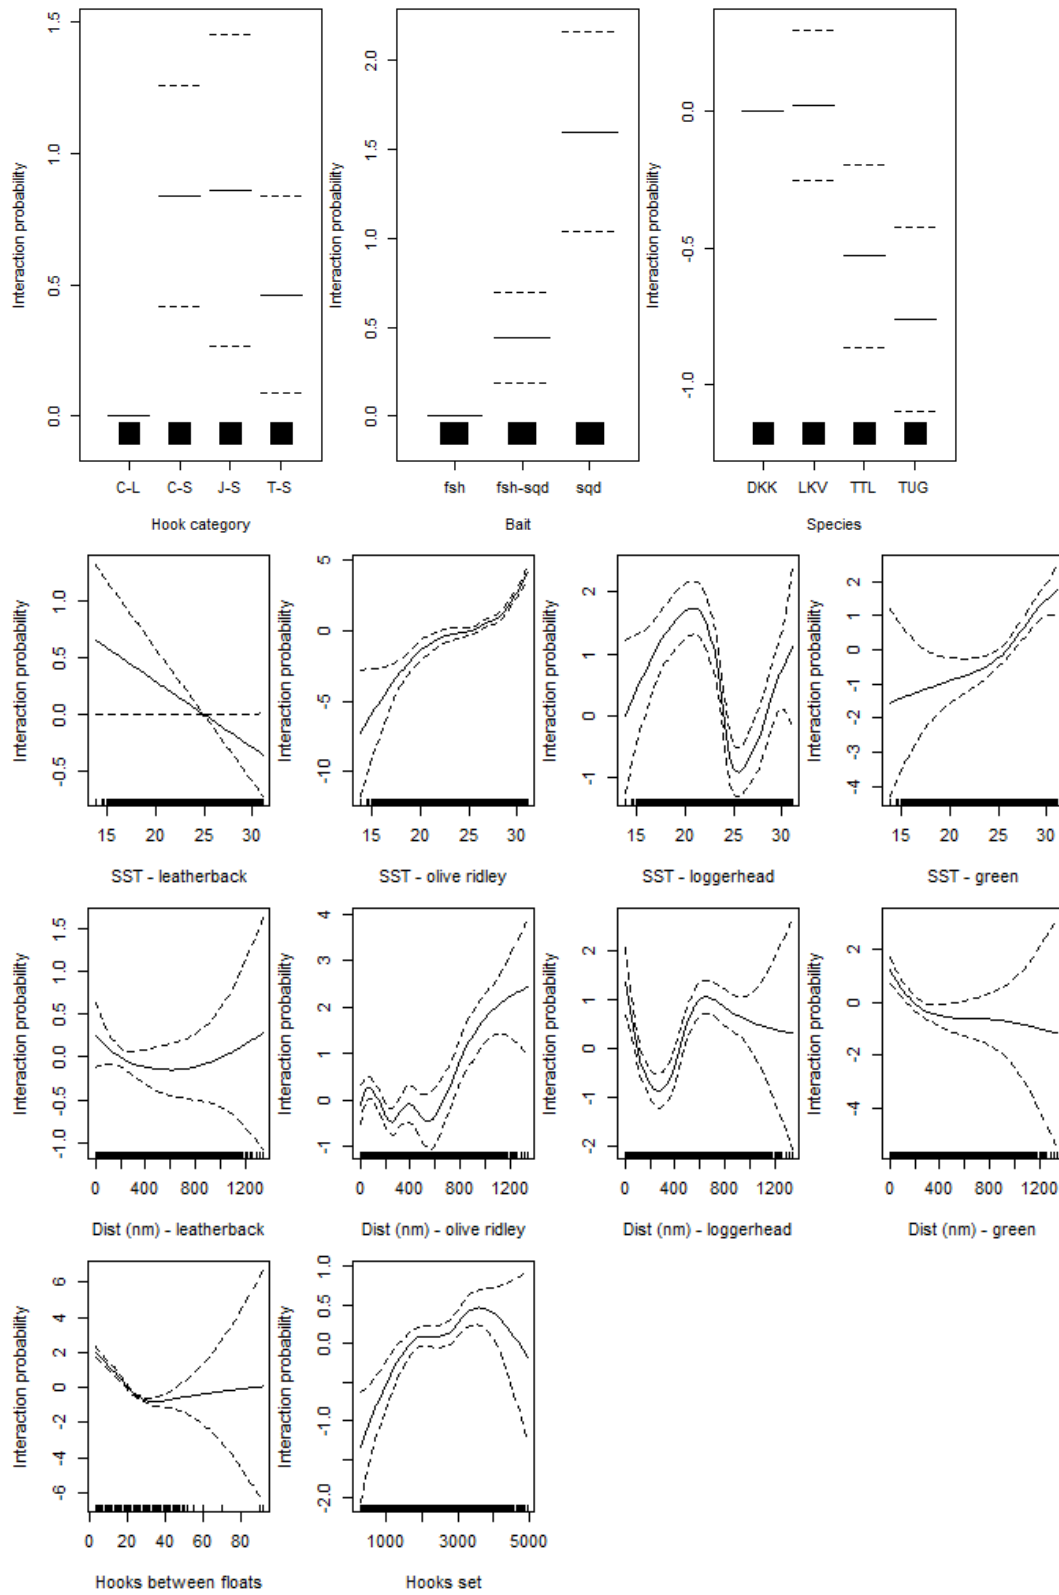 Interaction probability
0.0 0.5 1.0 1.5
C-L C-S J-S T-S
Hook category
Interaction probability
0.0 0.5 1.0 1.5 2.0
fsh fsh-sqd sqd
Bait
Interaction probability
-1.0 -0.5 0.0
DKK LKV TTL TUG
Species
Interaction probability
-0.5 0.0 0.5 1.0
15 20 25 30
SST - leatherback
Interaction probability
-10 -5 0 5
15 20 25 30
SST - olive ridley
Interaction probability
-1 0 1 2
15 20 25 30
SST - loggerhead
Interaction probability
-4 -3 -2 -1 0 1 2
15 20 25 30
SST - green
Interaction probability
-1.0 -0.5 0.0 0.5 1.0 1.5
0 400 800 1200
Dist (nm) - leatherback
Interaction probability
-1 0 1 2 3 4
0 400 800 1200
Dist (nm) - olive ridley
Interaction probability
-2 -1 0 1 2
0 400 800 1200
Dist (nm) - loggerhead
Interaction probability
-4 -2 0 2
0 400 800 1200
Dist (nm) - green
Interaction probability
-6 -4 -2 0 2 4 6
0 20 40 60 80
Hooks between floats
Interaction probability
-2.0 -1.0 0.0 0.5 1.0
1000 3000 5000
Hooks set